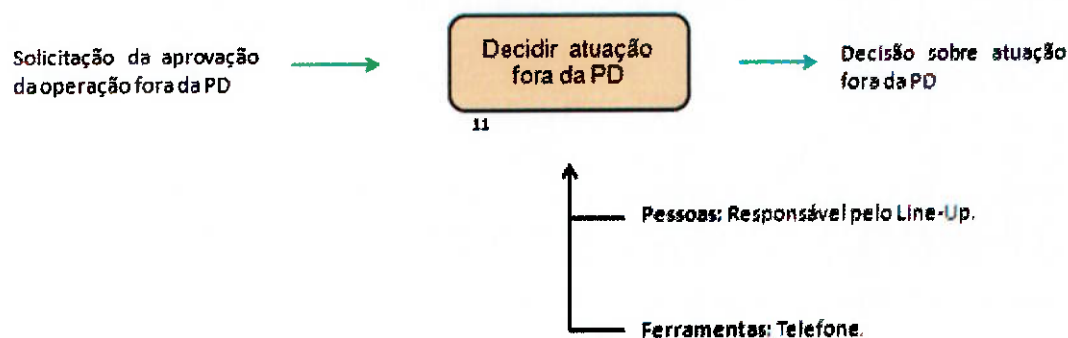 Solicitação da aprovação
da operação fora da PD
Decidir atuação
fora da PD
11
Decisão sobre atuação
fora da PD
Pessoas: Responsável pelo Line-Up.
Ferramentas: Telefone.